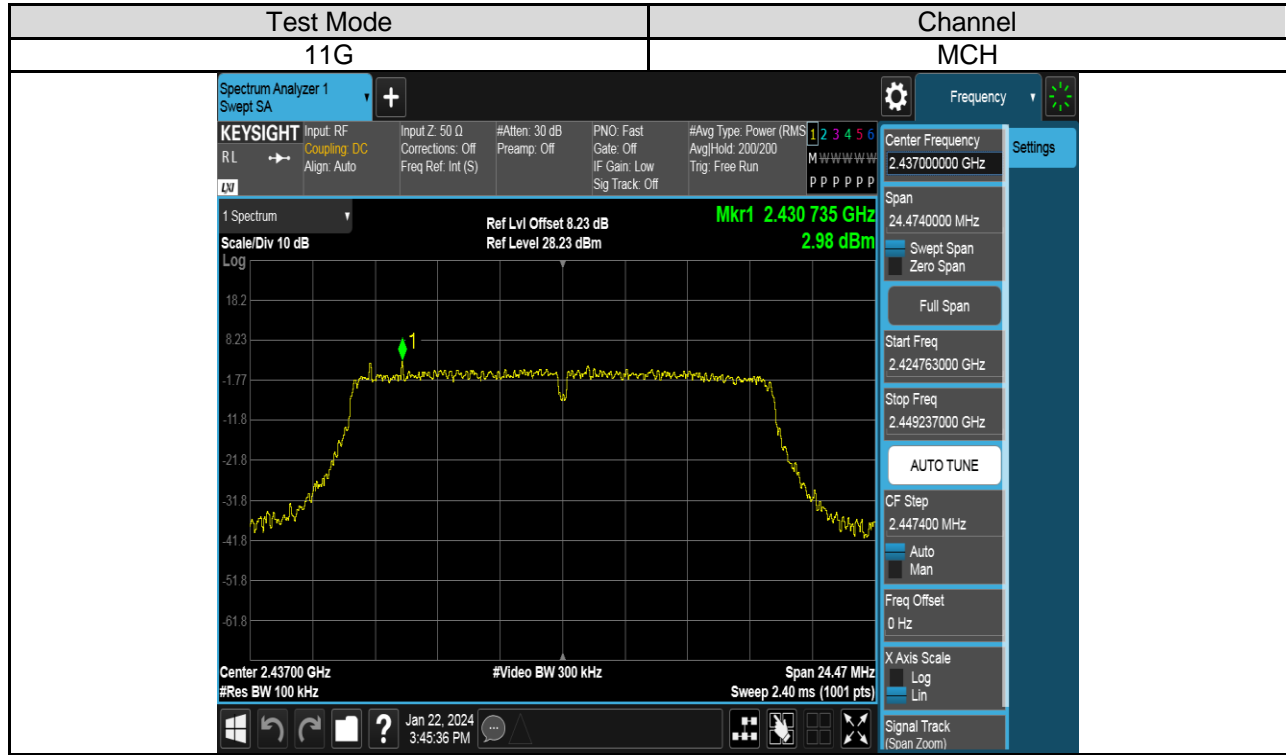 Test Mode Channel
11G MCH
Spectrum Analyzer 1
Swept SA
+
Frequency
KEYSIGHT
RL
LXI
Input: RF
Coupling: DC
Align: Auto
Input Z: 50 Ω
Corrections: Off
Freq Ref: Int (S)
#Atten: 30 dB
Preamp: Off
PNO: Fast
Gate: Off
IF Gain: Low
Sig Track: Off
#Avg Type: Power (RMS
Avg|Hold: 200/200
Trig: Free Run
1 2 3 4 5 6
M W W W W W
P P P P P P
1 Spectrum
Scale/Div 10 dB
Log
Ref Lvl Offset 8.23 dB
Ref Level 28.23 dBm
Mkr1 2.430 735 GHz
2.98 dBm
18.2
8.23
-1.77
-11.8
-21.8
-31.8
-41.8
-51.8
-61.8
1
Center 2.43700 GHz
#Res BW 100 kHz
#Video BW 300 kHz
Span 24.47 MHz
Sweep 2.40 ms (1001 pts)
?
Jan 22, 2024
3:45:36 PM
Center Frequency
2.437000000 GHz
Settings
Span
24.4740000 MHz
Swept Span
Zero Span
Full Span
Start Freq
2.424763000 GHz
Stop Freq
2.449237000 GHz
AUTO TUNE
CF Step
2.447400 MHz
Auto
Man
Freq Offset
0 Hz
X Axis Scale
Log
Lin
Signal Track
(Span Zoom)